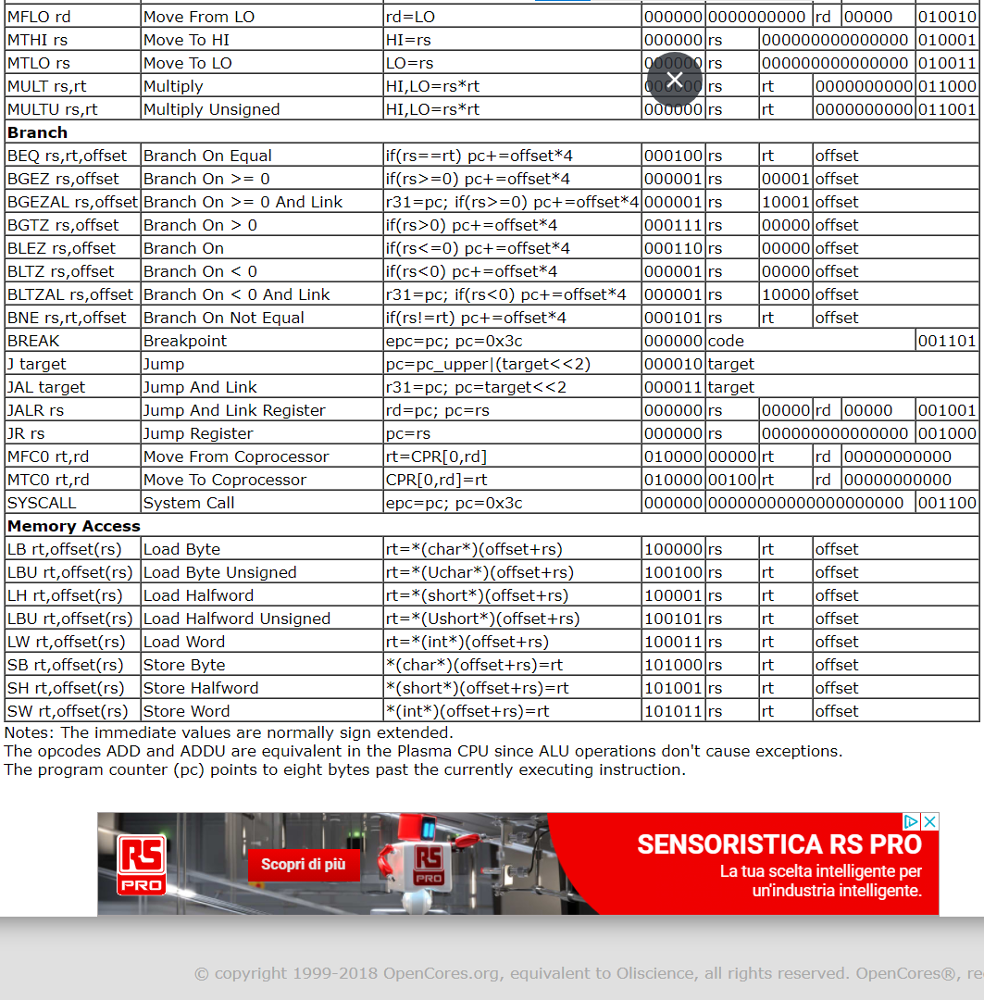 MFLO rd Move From LO rd=LO 000000 0000000000 rd 00000 010010
MTHI rs Move To HI HI=rs 000000 rs 000000000000000 010001
MTLO rs Move To LO LO=rs 000000 rs 000000000000000 010011
MULT rs,rt Multiply HI,LO=rs*rt 000000 rs rt 0000000000 011000
MULTU rs,rt Multiply Unsigned HI,LO=rs*rt 000000 rs rt 0000000000 011001
Branch
BEQ rs,rt,offset Branch On Equal if(rs==rt) pc+=offset*4 000100 rs rt offset
BGEZ rs,offset Branch On >= 0 if(rs>=0) pc+=offset*4 000001 rs 00001 offset
BGEZAL rs,offset Branch On >= 0 And Link r31=pc; if(rs>=0) pc+=offset*4 000001 rs 10001 offset
BGTZ rs,offset Branch On > 0 if(rs>0) pc+=offset*4 000111 rs 00000 offset
BLEZ rs,offset Branch On if(rs<=0) pc+=offset*4 000110 rs 00000 offset
BLTZ rs,offset Branch On < 0 if(rs<0) pc+=offset*4 000001 rs 00000 offset
BLTZAL rs,offset Branch On < 0 And Link r31=pc; if(rs<0) pc+=offset*4 000001 rs 10000 offset
BNE rs,rt,offset Branch On Not Equal if(rs!=rt) pc+=offset*4 000101 rs rt offset
BREAK Breakpoint epc=pc; pc=0x3c 000000 code 001101
J target Jump pc=pc_upper|(target<<2) 000010 target
JAL target Jump And Link r31=pc; pc=target<<2 000011 target
JALR rs Jump And Link Register rd=pc; pc=rs 000000 rs 00000 rd 00000 001001
JR rs Jump Register pc=rs 000000 rs 000000000000000 001000
MFC0 rt,rd Move From Coprocessor rt=CPR[0,rd] 010000 00000 rt rd 00000000000
MTC0 rt,rd Move To Coprocessor CPR[0,rd]=rt 010000 00100 rt rd 00000000000
SYSCALL System Call epc=pc; pc=0x3c 000000 00000000000000000000 001100
Memory Access
LB rt,offset(rs) Load Byte rt=*(char*)(offset+rs) 100000 rs rt offset
LBU rt,offset(rs) Load Byte Unsigned rt=*(Uchar*)(offset+rs) 100100 rs rt offset
LH rt,offset(rs) Load Halfword rt=*(short*)(offset+rs) 100001 rs rt offset
LBU rt,offset(rs) Load Halfword Unsigned rt=*(Ushort*)(offset+rs) 100101 rs rt offset
LW rt,offset(rs) Load Word rt=*(int*)(offset+rs) 100011 rs rt offset
SB rt,offset(rs) Store Byte *(char*)(offset+rs)=rt 101000 rs rt offset
SH rt,offset(rs) Store Halfword *(short*)(offset+rs)=rt 101001 rs rt offset
SW rt,offset(rs) Store Word *(int*)(offset+rs)=rt 101011 rs rt offset
Notes: The immediate values are normally sign extended.
The opcodes ADD and ADDU are equivalent in the Plasma CPU since ALU operations don't cause exceptions.
The program counter (pc) points to eight bytes past the currently executing instruction.
RS
PRO
Scopri di più
RS
PRO
SENSORISTICA RS PRO
La tua scelta intelligente per
un'industria intelligente.
© copyright 1999-2018 OpenCores.org, equivalent to Oliscience, all rights reserved. OpenCores®, re